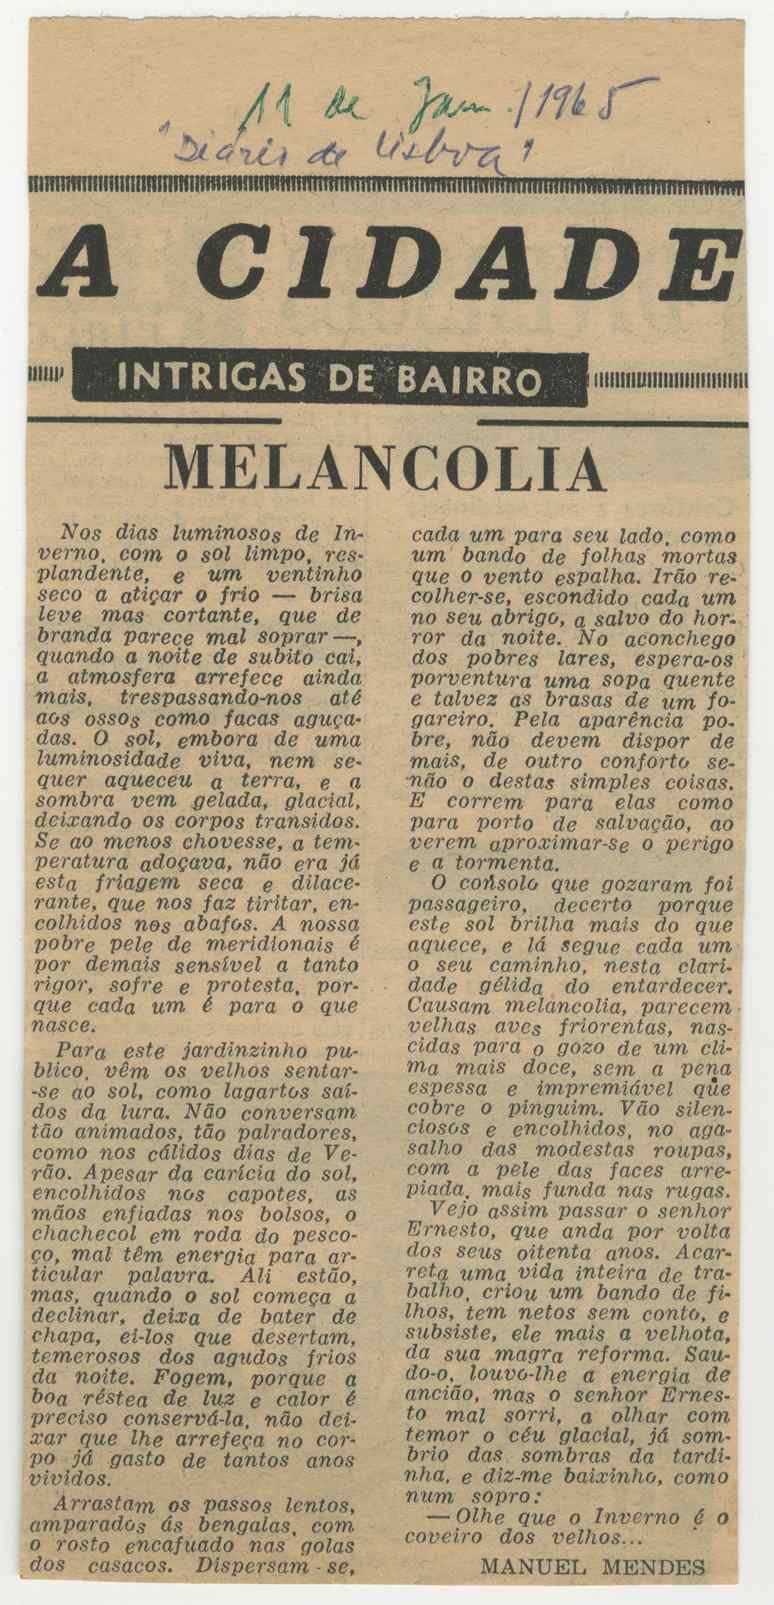 11 de Jan. /1965
"Diário de Lisboa"
A CIDADE
INTRIGAS DE BAIRRO
MELANCOLIA
Nos dias luminosos de In-
verno, com o sol limpo, res-
plandente, e um ventinho
seco a atiçar o frio — brisa
leve mas cortante, que de
branda parece mal soprar —,
quando a noite de subito cai,
a atmosfera arrefece ainda
mais, trespassando-nos até
aos ossos como facas aguça-
das. O sol, embora de uma
luminosidade viva, nem se-
quer aqueceu a terra, e a
sombra vem gelada, glacial,
deixando os corpos transidos.
Se ao menos chovesse, a tem-
peratura adoçava, não era já
esta friagem seca e dilace-
rante, que nos faz tiritar, en-
colhidos nos abafos. A nossa
pobre pele de meridionais é
por demais sensível a tanto
rigor, sofre e protesta, por-
que cada um é para o que
nasce.
Para este jardinzinho pu-
blico, vêm os velhos sentar-
-se ao sol, como lagartos saí-
dos da lura. Não conversam
tão animados, tão palradores,
como nos cálidos dias de Ve-
rão. Apesar da carícia do sol,
encolhidos nos capotes, as
mãos enfiadas nos bolsos, o
chachecol em roda do pesco-
ço, mal têm energia para ar-
ticular palavra. Ali estão,
mas, quando o sol começa a
declinar, deixa de bater de
chapa, ei-los que desertam,
temerosos dos agudos frios
da noite. Fogem, porque a
boa réstea de luz e calor é
preciso conservá-la, não dei-
xar que lhe arrefeça no cor-
po já gasto de tantos anos
vividos.
Arrastam os passos lentos,
amparados ás bengalas, com
o rosto encafuado nas golas
dos casacos. Dispersam-se,
cada um para seu lado, como
um bando de folhas mortas
que o vento espalha. Irão re-
colher-se, escondido cada um
no seu abrigo, a salvo do hor-
ror da noite. No aconchego
dos pobres lares, espera-os
porventura uma sopa quente
e talvez as brasas de um fo-
gareiro. Pela aparência po-
bre, não devem dispor de
mais, de outro conforto se-
não o destas simples coisas.
E correm para elas como
para porto de salvação, ao
verem aproximar-se o perigo
e a tormenta.
O consolo que gozaram foi
passageiro, decerto porque
este sol brilha mais do que
aquece, e lá segue cada um
o seu caminho, nesta clari-
dade gélida do entardecer.
Causam melancolia, parecem
velhas aves friorentas, nas-
cidas para o gozo de um cli-
ma mais doce, sem a pena
espessa e impremiável que
cobre o pinguim. Vão silen-
ciosos e encolhidos, no aga-
salho das modestas roupas,
com a pele das faces arre-
piada, mais funda nas rugas.
Vejo assim passar o senhor
Ernesto, que anda por volta
dos seus oitenta anos. Acar-
reta uma vida inteira de tra-
balho, criou um bando de fi-
lhos, tem netos sem conto, e
subsiste, ele mais a velhota,
da sua magra reforma. Sau-
do-o, louvo-lhe a energia de
ancião, mas o senhor Ernes-
to mal sorri, a olhar com
temor o céu glacial, já som-
brio das sombras da tardi-
nha, e diz-me baixinho, como
num sopro:
— Olhe que o Inverno é o
coveiro dos velhos...
MANUEL MENDES